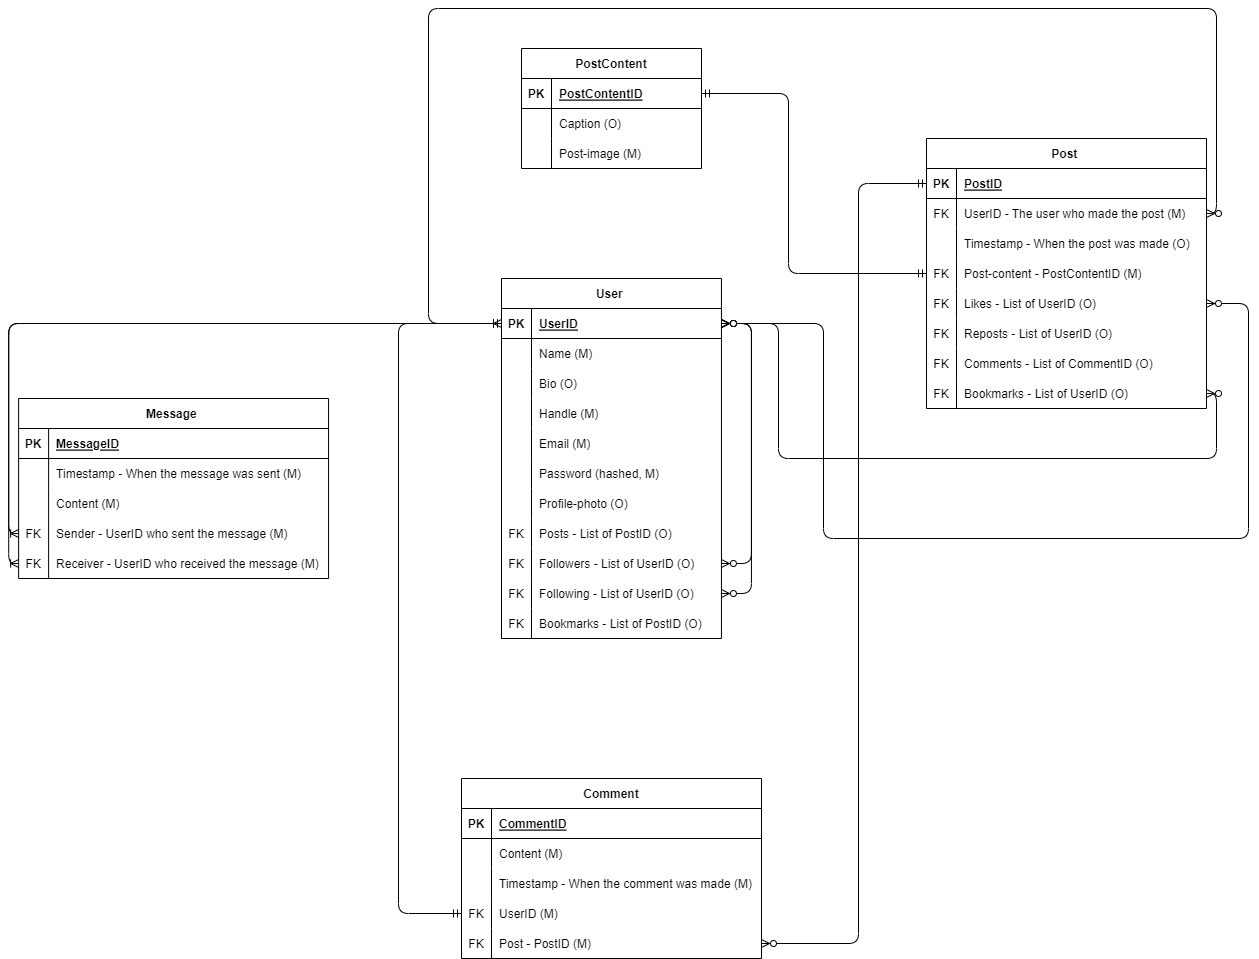 PostContent
PK PostContentID
Caption (O)
Post-image (M)
Post
PK PostID
FK UserID - The user who made the post (M)
Timestamp - When the post was made (O)
FK Post-content - PostContentID (M)
FK Likes - List of UserID (O)
FK Reposts - List of UserID (O)
FK Comments - List of CommentID (O)
FK Bookmarks - List of UserID (O)
User
PK UserID
Name (M)
Bio (O)
Handle (M)
Email (M)
Password (hashed, M)
Profile-photo (O)
FK Posts - List of PostID (O)
FK Followers - List of UserID (O)
FK Following - List of UserID (O)
FK Bookmarks - List of PostID (O)
Message
PK MessageID
Timestamp - When the message was sent (M)
Content (M)
FK Sender - UserID who sent the message (M)
FK Receiver - UserID who received the message (M)
Comment
PK CommentID
Content (M)
Timestamp - When the comment was made (M)
FK UserID (M)
FK Post - PostID (M)